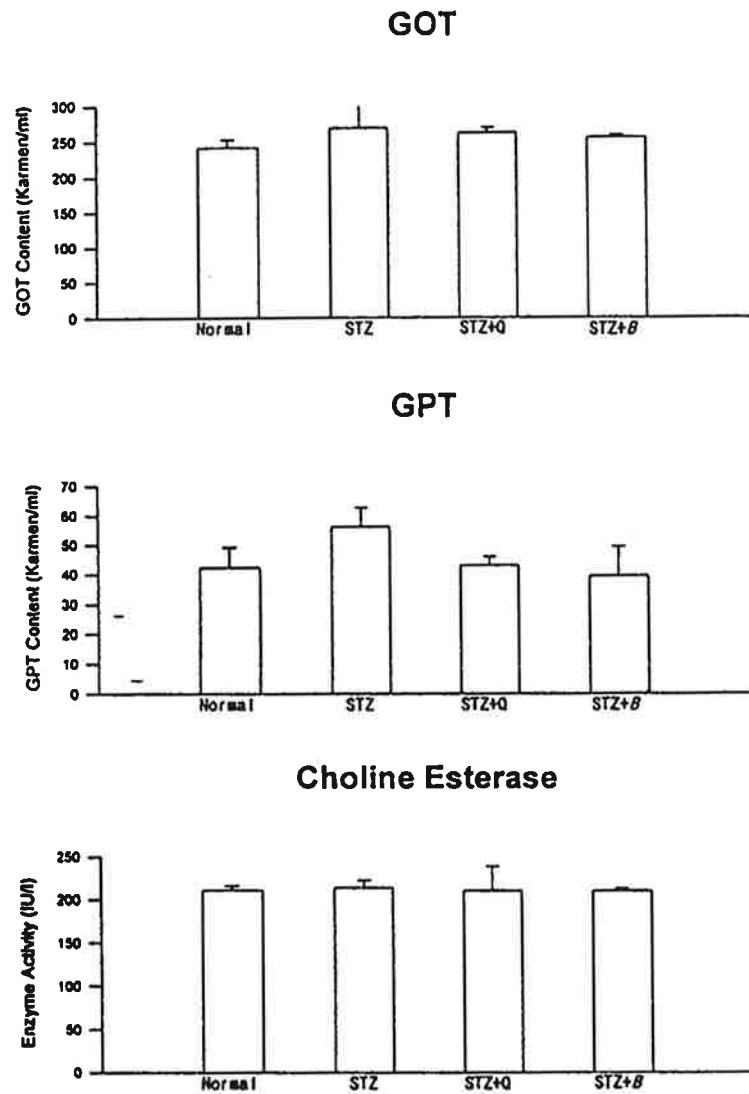 GOT
GOT Content (Karmen/ml)
300
250
200
150
100
50
0
Normal STZ STZ+Q STZ+B
GPT
GPT Content (Karmen/ml)
70
60
50
40
30
20
10
0
Normal STZ STZ+Q STZ+B
Choline Esterase
Enzyme Activity (IU/l)
250
200
150
100
50
0
Normal STZ STZ+Q STZ+B